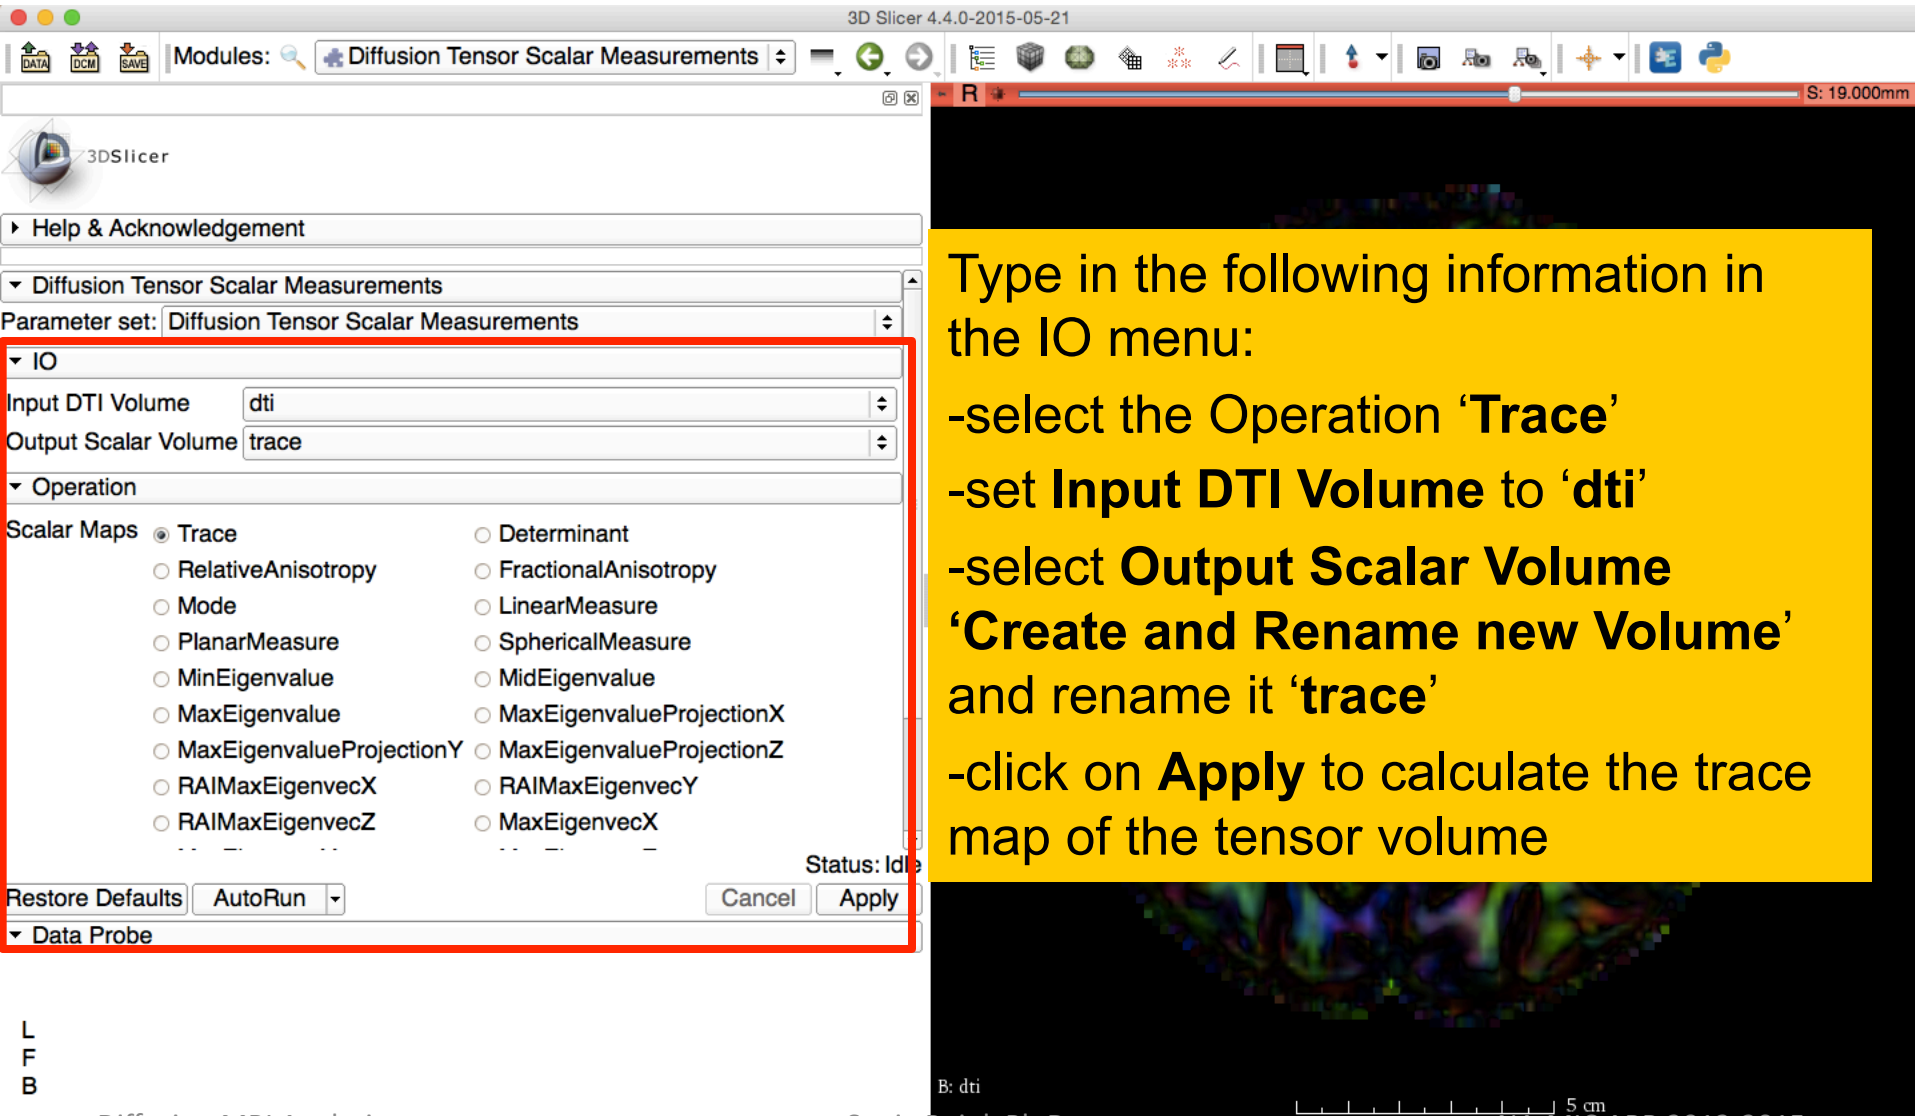 3D Slicer 4.4.0-2015-05-21
DATA DCM SAVE Modules: Diffusion Tensor Scalar Measurements
R S: 19.000mm
3DSlicer
Help & Acknowledgement
Diffusion Tensor Scalar Measurements
Parameter set: Diffusion Tensor Scalar Measurements
IO
Input DTI Volume dti
Output Scalar Volume trace
Operation
Scalar Maps Trace Determinant
RelativeAnisotropy FractionalAnisotropy
Mode LinearMeasure
PlanarMeasure SphericalMeasure
MinEigenvalue MidEigenvalue
MaxEigenvalue MaxEigenvalueProjectionX
MaxEigenvalueProjectionY MaxEigenvalueProjectionZ
RAIMaxEigenvecX RAIMaxEigenvecY
RAIMaxEigenvecZ MaxEigenvecX
Status: Idle
Restore Defaults AutoRun Cancel Apply
Data Probe
L
F
B
Type in the following information in
the IO menu:
-select the Operation ‘Trace’
-set Input DTI Volume to ‘dti’
-select Output Scalar Volume
‘Create and Rename new Volume’
and rename it ‘trace’
-click on Apply to calculate the trace
map of the tensor volume
B: dti
5 cm